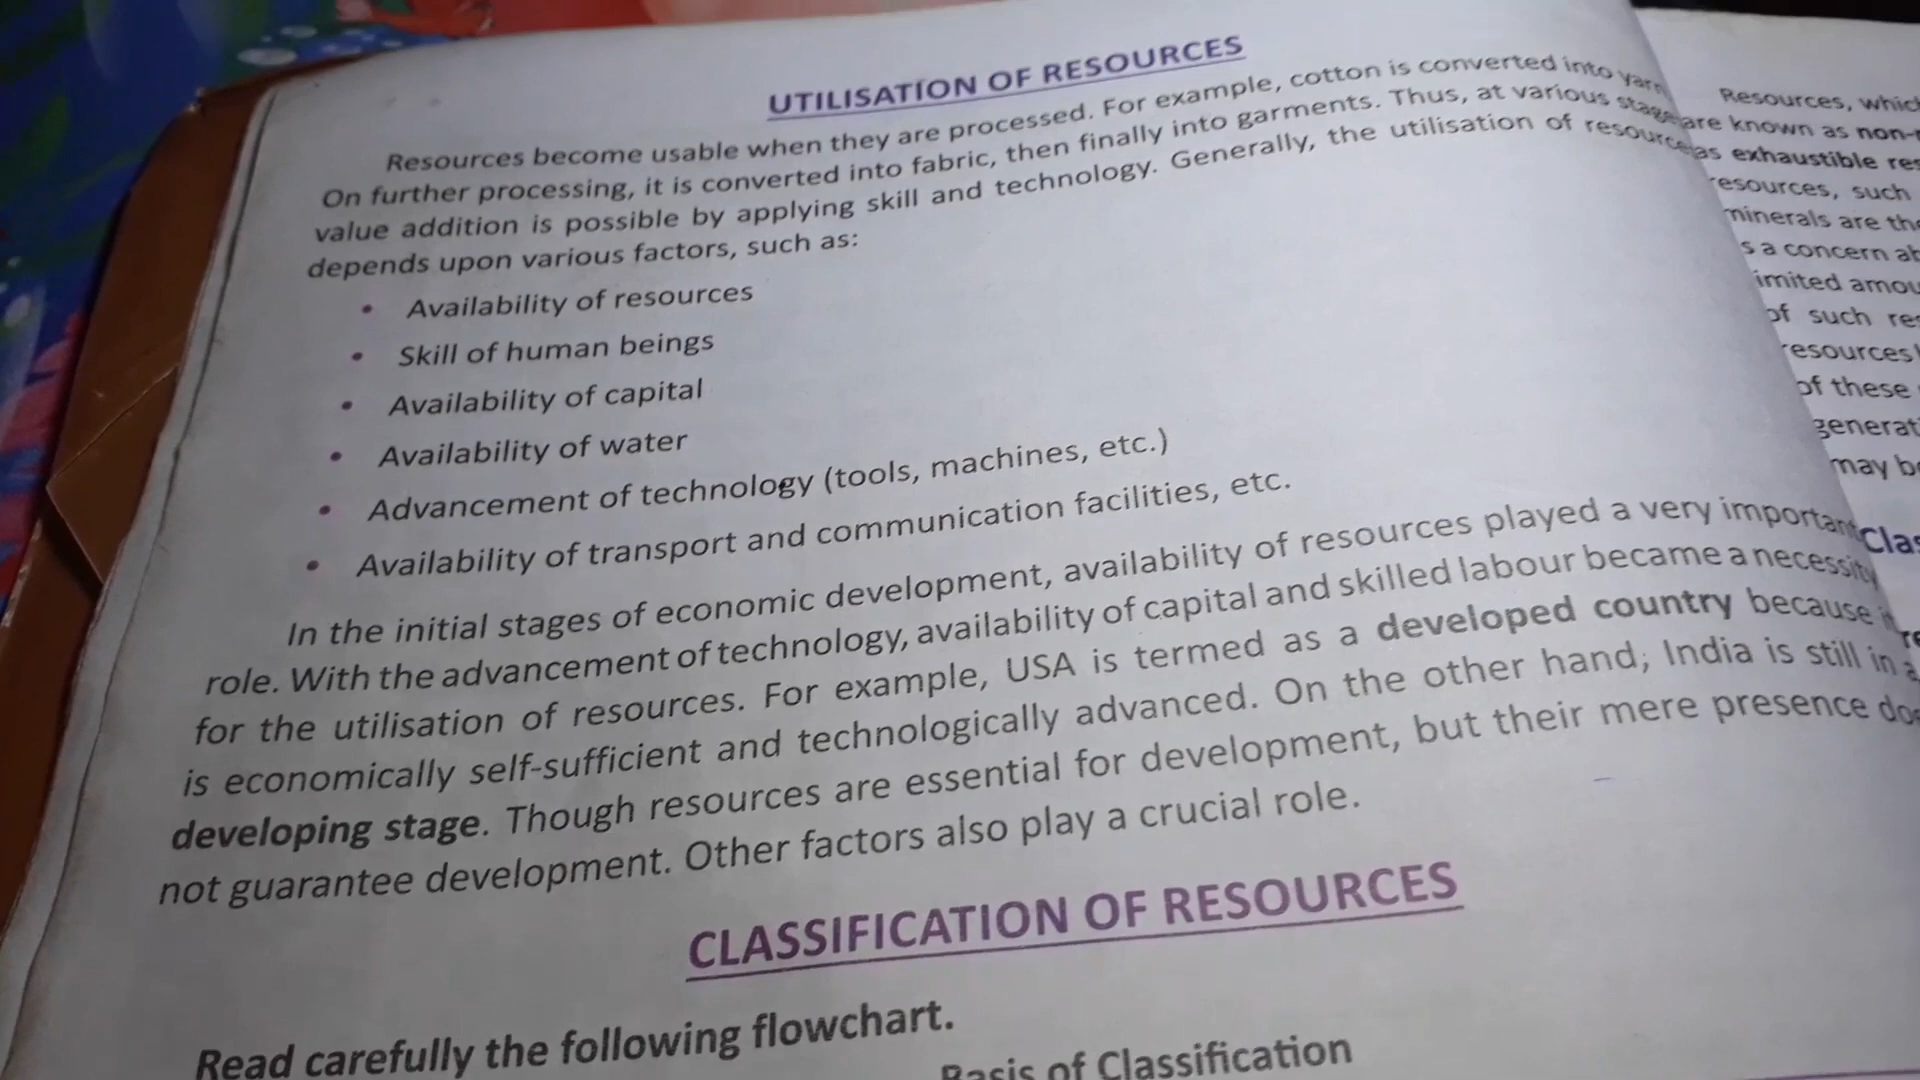 UTILISATION OF RESOURCES
Resources become usable when they are processed. For example, cotton is converted into yarn
On further processing, it is converted into fabric, then finally into garments. Thus, at various stage
value addition is possible by applying skill and technology. Generally, the utilisation of resource
depends upon various factors, such as:
• Availability of resources
• Skill of human beings
• Availability of capital
• Availability of water
• Advancement of technology (tools, machines, etc.)
• Availability of transport and communication facilities, etc.
In the initial stages of economic development, availability of resources played a very important
role. With the advancement of technology, availability of capital and skilled labour became a necessity
for the utilisation of resources. For example, USA is termed as a developed country because it
is economically self-sufficient and technologically advanced. On the other hand, India is still in a
developing stage. Though resources are essential for development, but their mere presence do
not guarantee development. Other factors also play a crucial role.
CLASSIFICATION OF RESOURCES
Read carefully the following flowchart.
Basis of Classification
Resources, which
are known as non-
as exhaustible res
resources, such
minerals are the
s a concern ab
imited amou
of such res
resources
of these
generati
may be
Clas